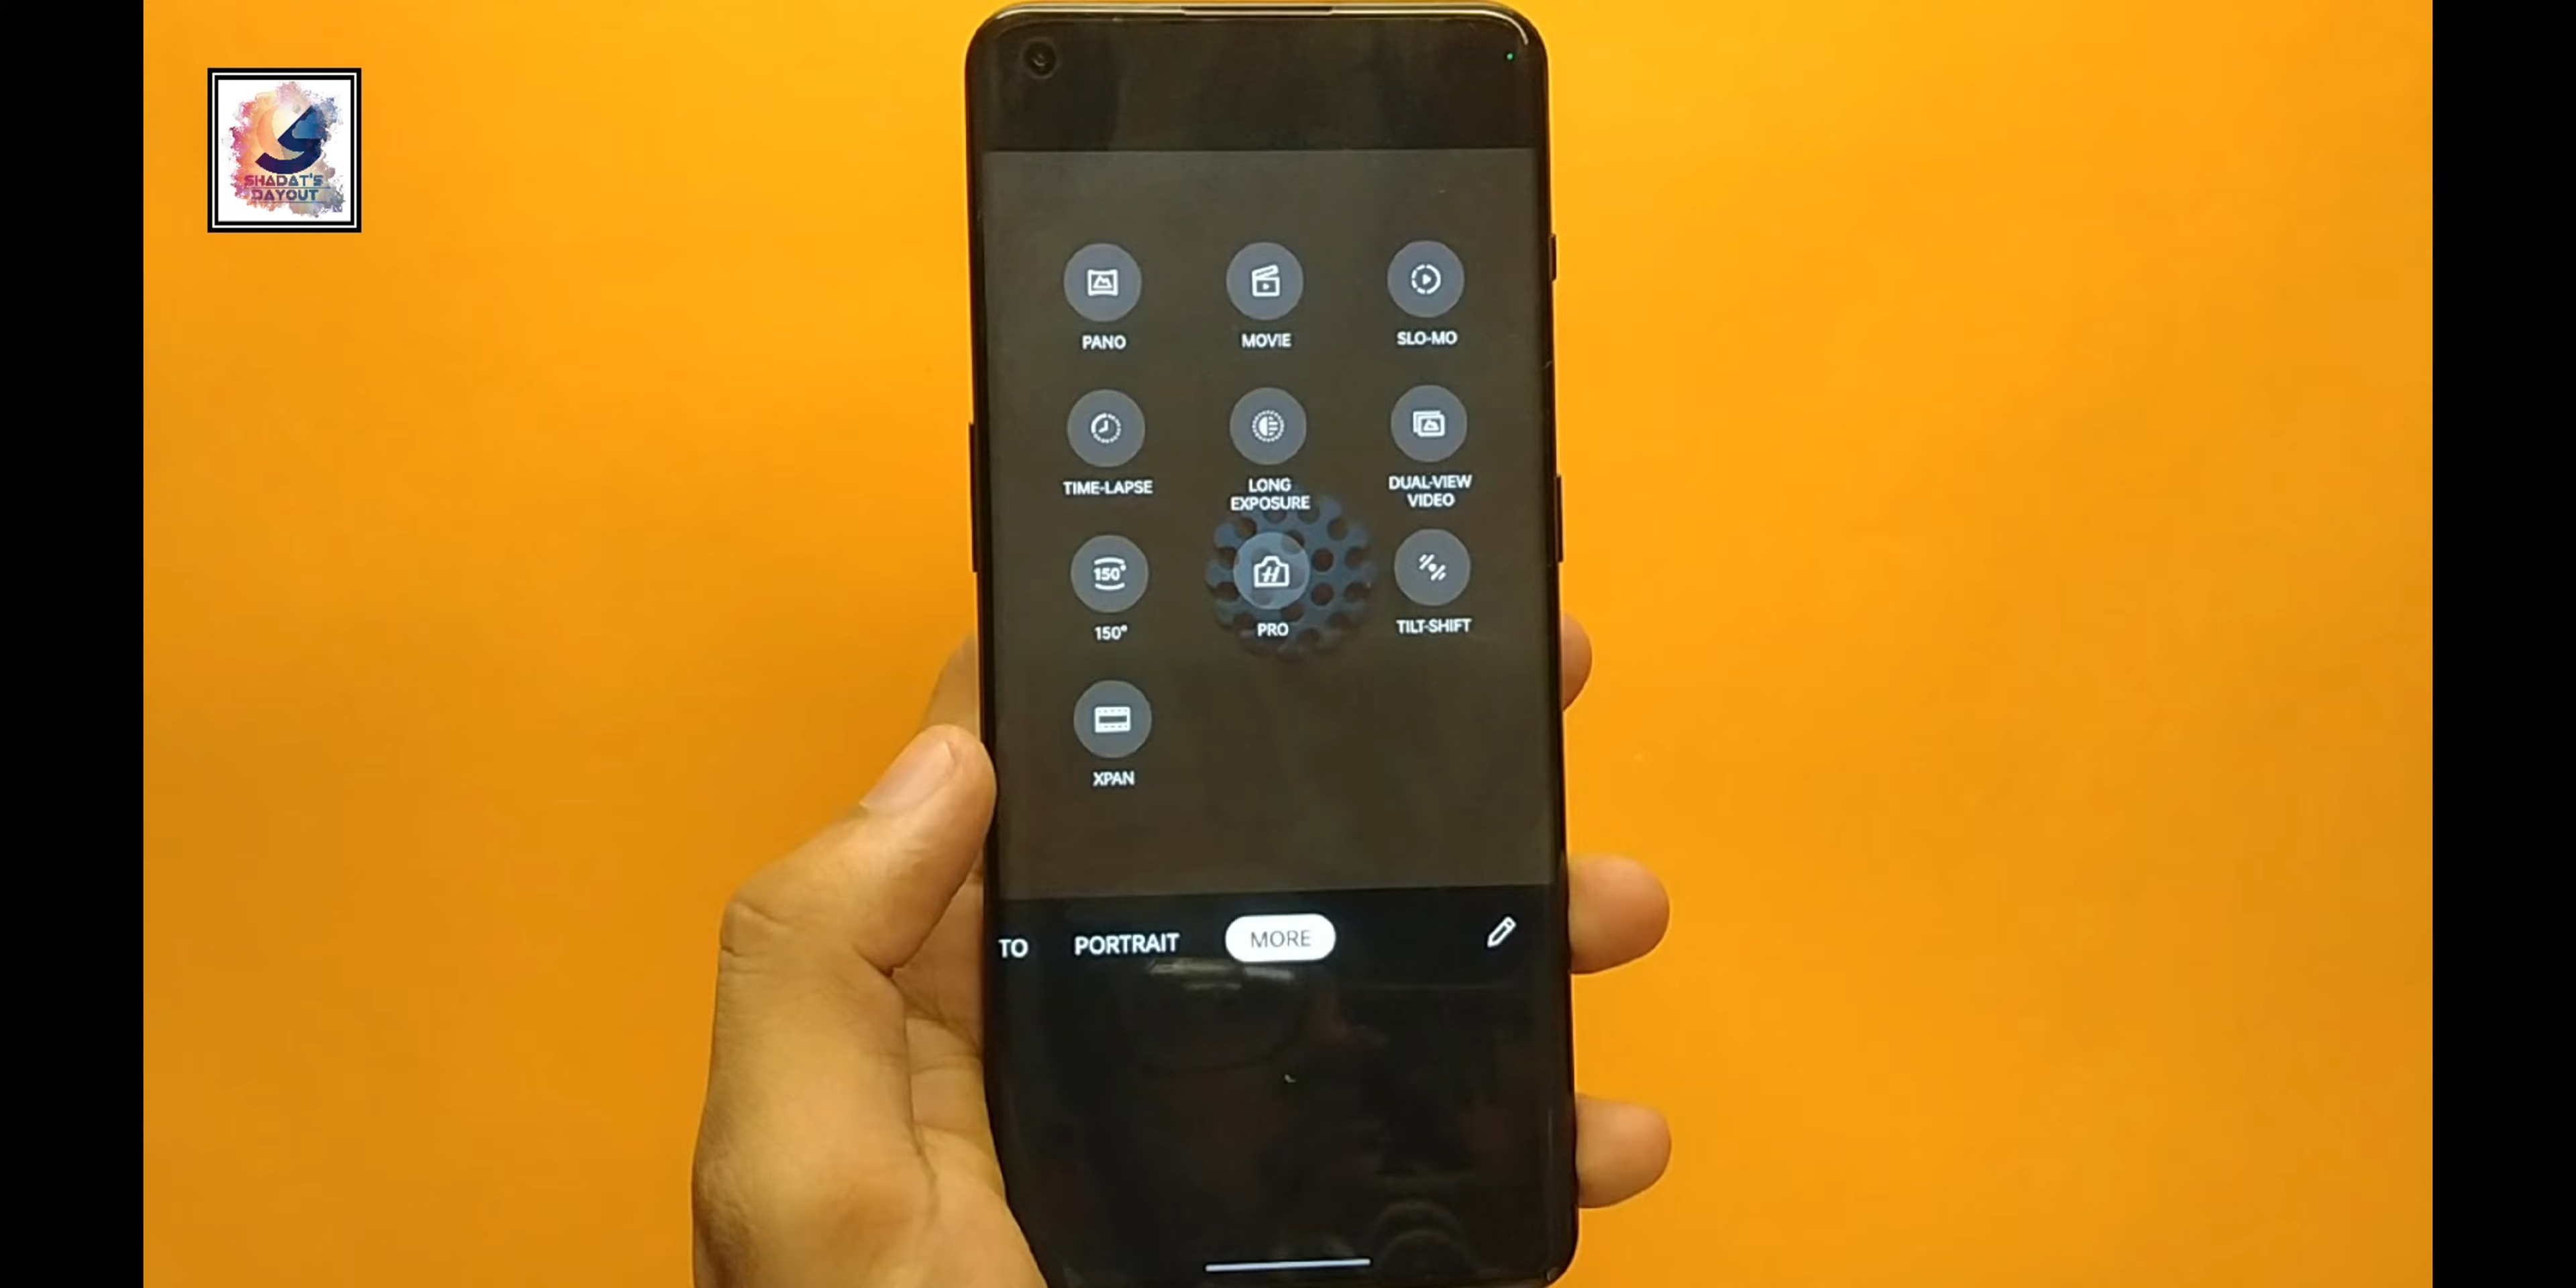 SHADAT'S
DAYOUT
PANO
MOVIE
SLO-MO
TIME-LAPSE
LONG
EXPOSURE
DUAL-VIEW
VIDEO
150°
150°
PRO
TILT-SHIFT
XPAN
TO
PORTRAIT
MORE